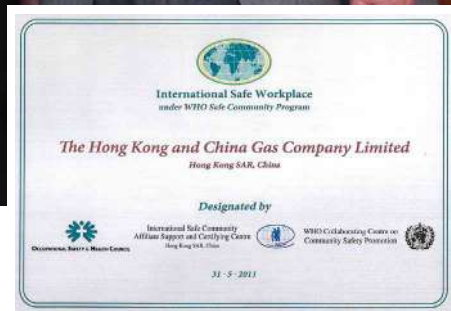 International Safe Workplace
under WHO Safe Community Program
The Hong Kong and China Gas Company Limited
Hong Kong SAR, China
Designated by
OCCUPATIONAL SAFETY & HEALTH COUNCIL
International Safe Community
Affiliate Support and Certifying Centre
Hong Kong SAR, China
WHO Collaborating Centre on
Community Safety Promotion
31 - 5 - 2011